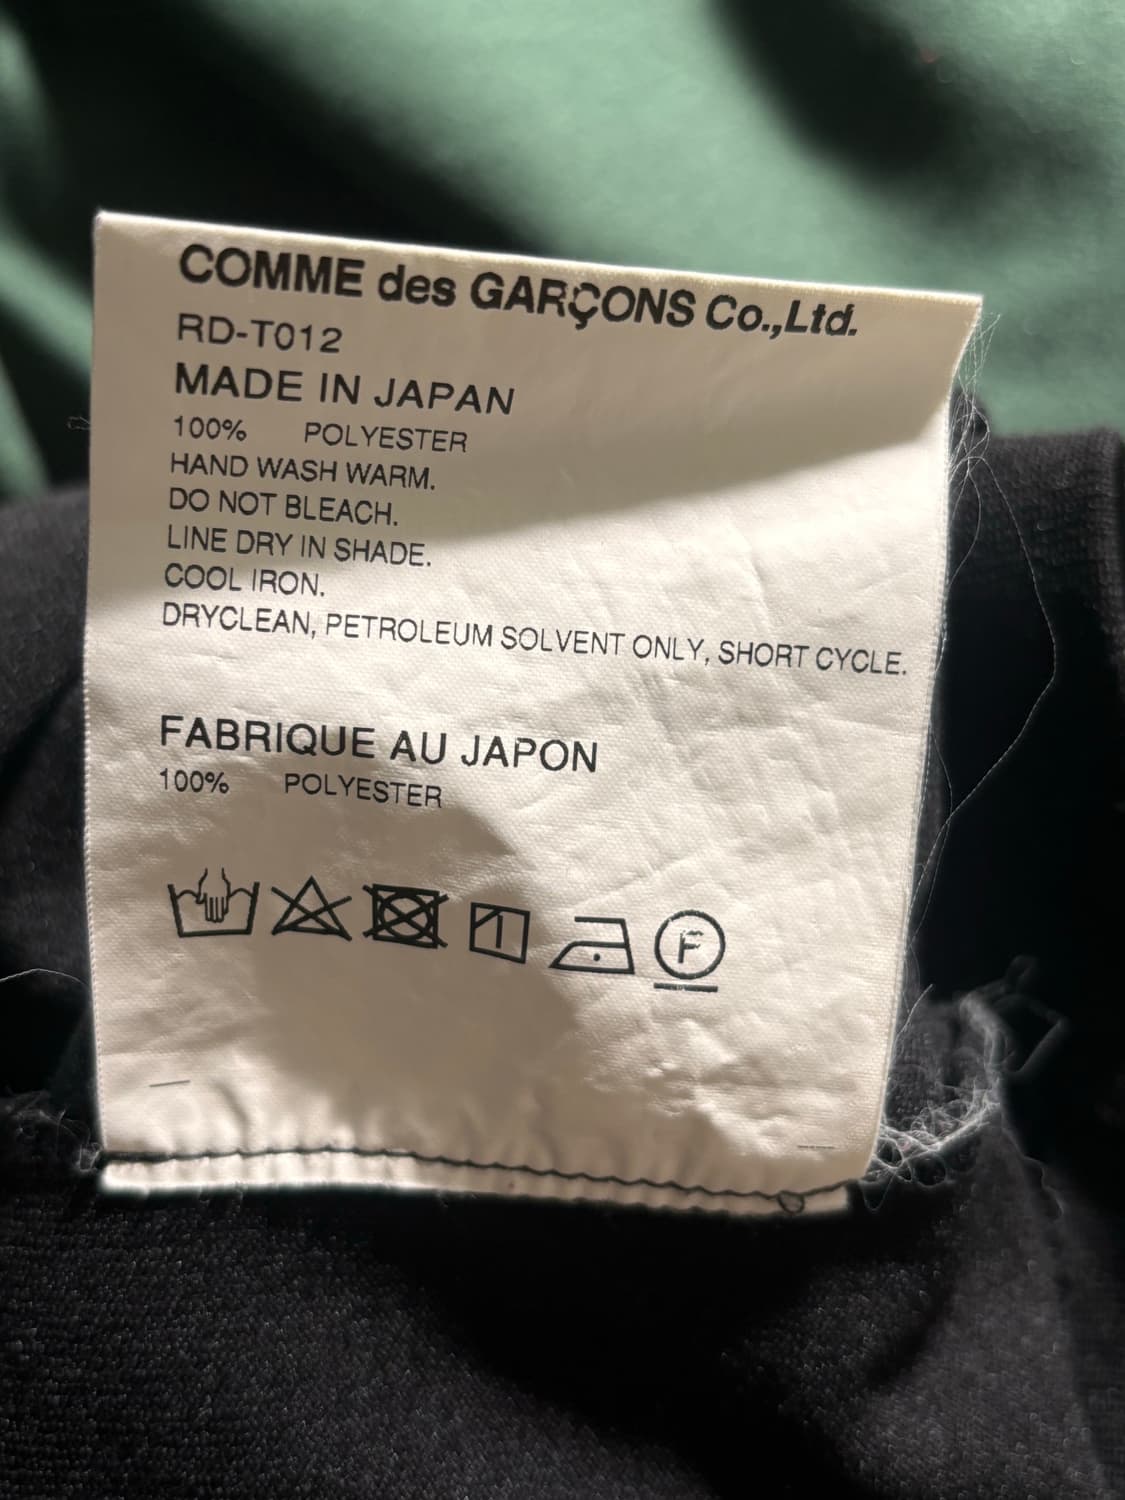 COMME des GARÇONS Co.,Ltd.
RD-T012
MADE IN JAPAN
100% POLYESTER
HAND WASH WARM.
DO NOT BLEACH.
LINE DRY IN SHADE.
COOL IRON.
DRYCLEAN, PETROLEUM SOLVENT ONLY, SHORT CYCLE.
FABRIQUE AU JAPON
100% POLYESTER
F